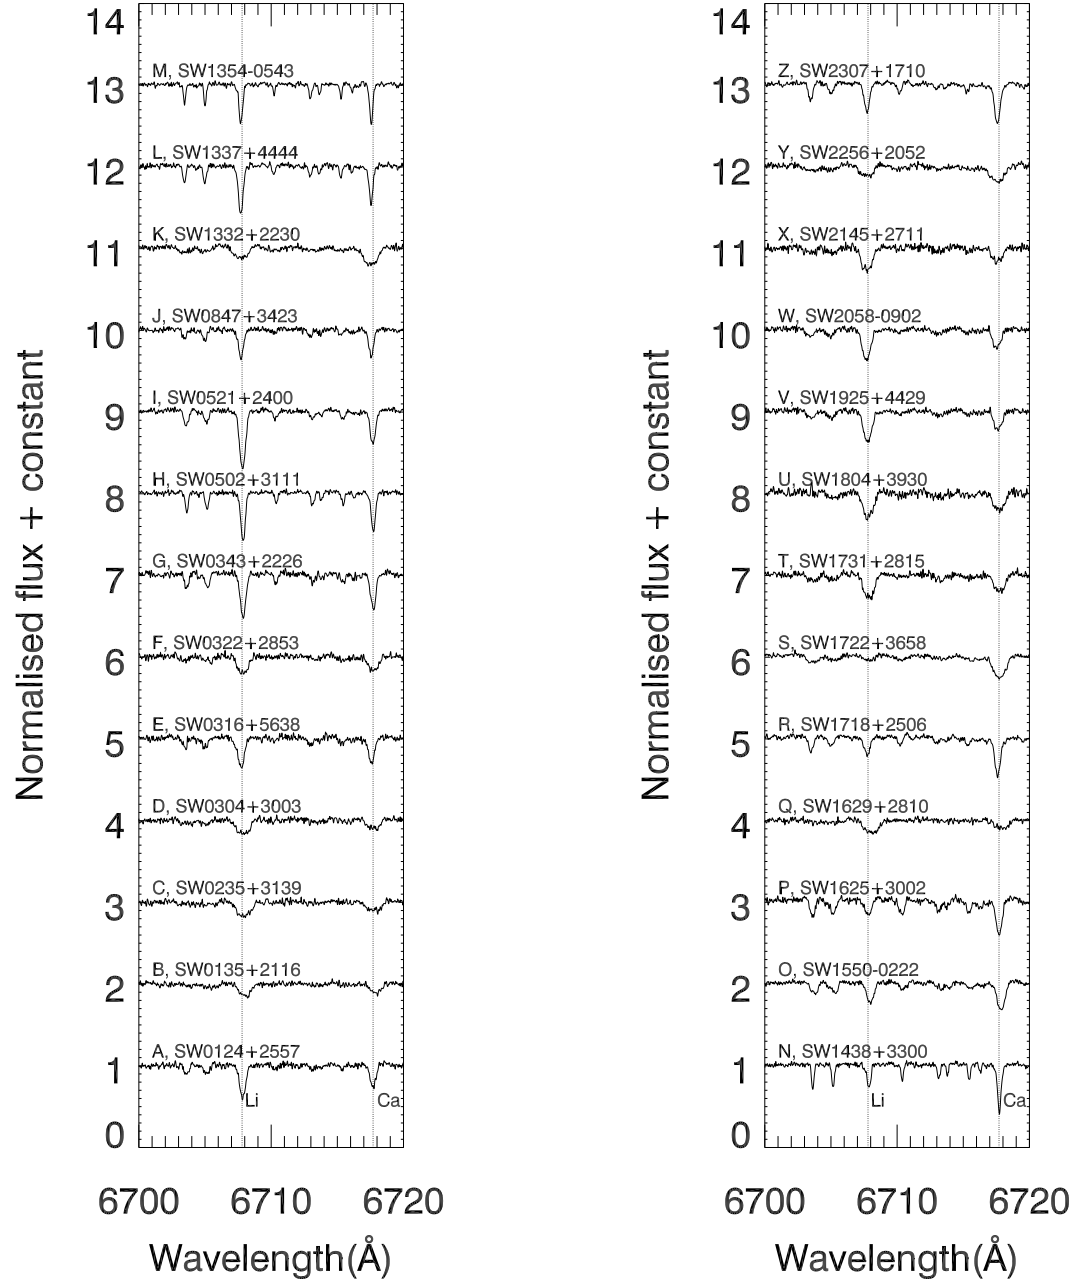 14
13
12
11
10
9
8
7
6
5
4
3
2
1
0
Normalised flux + constant
M, SW1354-0543
L, SW1337+4444
K, SW1332+2230
J, SW0847+3423
I, SW0521+2400
H, SW0502+3111
G, SW0343+2226
F, SW0322+2853
E, SW0316+5638
D, SW0304+3003
C, SW0235+3139
B, SW0135+2116
A, SW0124+2557
Li
Ca
6700 6710 6720
Wavelength(Å)
14
13
12
11
10
9
8
7
6
5
4
3
2
1
0
Normalised flux + constant
Z, SW2307+1710
Y, SW2256+2052
X, SW2145+2711
W, SW2058-0902
V, SW1925+4429
U, SW1804+3930
T, SW1731+2815
S, SW1722+3658
R, SW1718+2506
Q, SW1629+2810
P, SW1625+3002
O, SW1550-0222
N, SW1438+3300
Li
Ca
6700 6710 6720
Wavelength(Å)